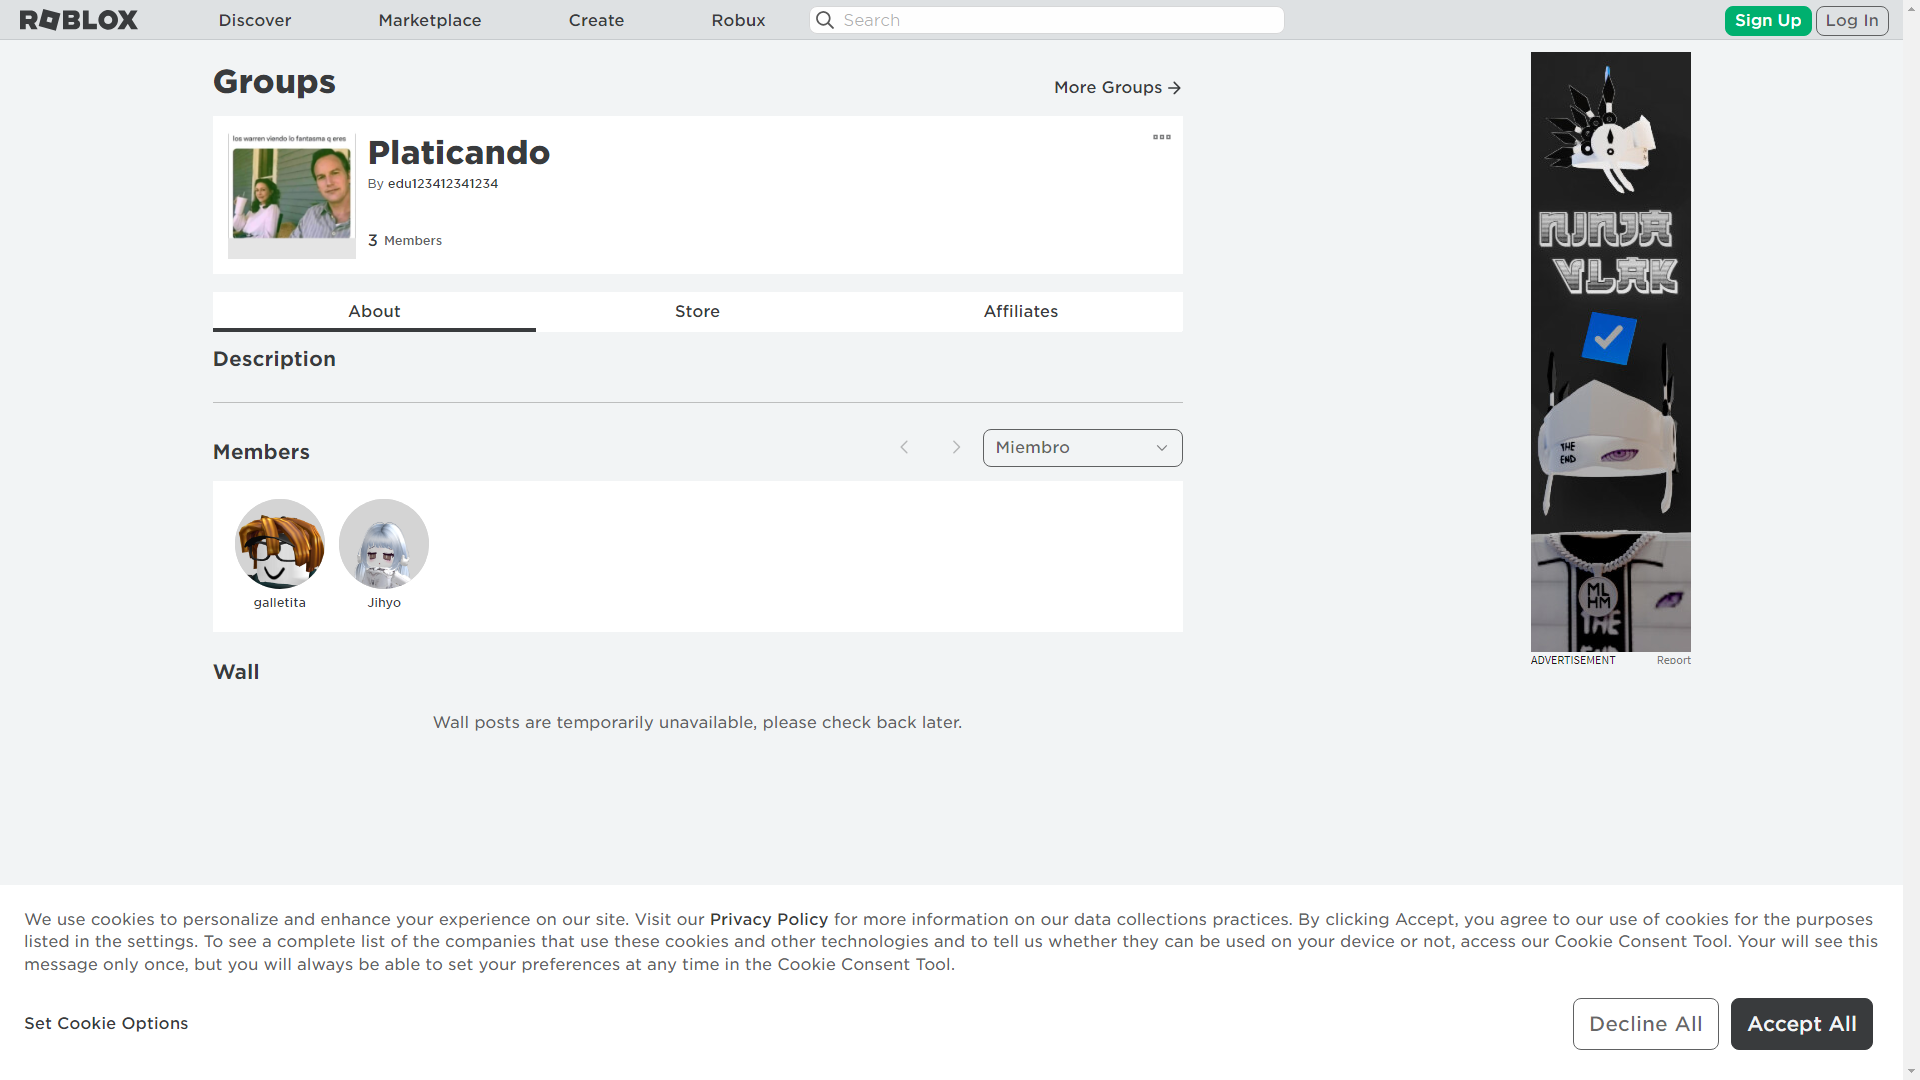 ROBLOX
Discover
Marketplace
Create
Robux
Search
Sign Up
Log In
Groups
More Groups
los warren viendo lo fantasma q eres
Platicando
By edu123412341234
3 Members
About
Store
Affiliates
Description
Members
Miembro
galletita
Jihyo
Wall
Wall posts are temporarily unavailable, please check back later.
NINJA
VLAK
THE
END
ML
HM
THE
END
ADVERTISEMENT
Report
We use cookies to personalize and enhance your experience on our site. Visit our Privacy Policy for more information on our data collections practices. By clicking Accept, you agree to our use of cookies for the purposes
listed in the settings. To see a complete list of the companies that use these cookies and other technologies and to tell us whether they can be used on your device or not, access our Cookie Consent Tool. Your will see this
message only once, but you will always be able to set your preferences at any time in the Cookie Consent Tool.
Set Cookie Options
Decline All
Accept All